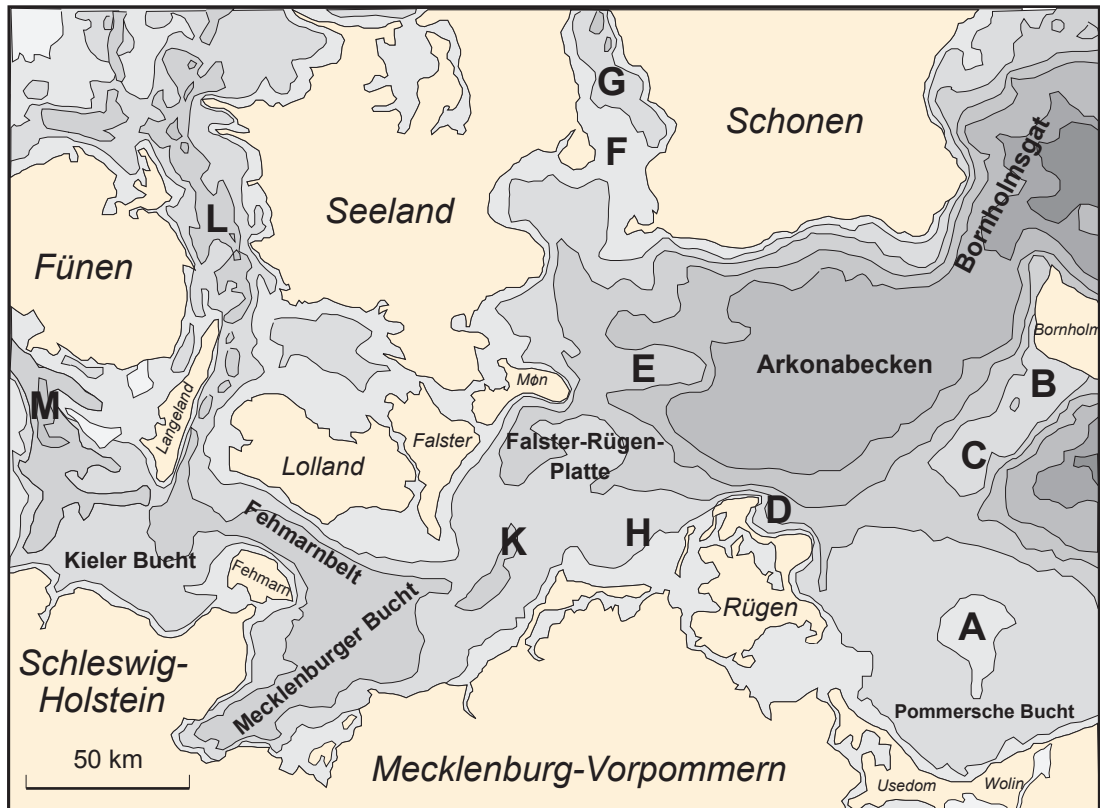 G
Schonen
F
Bornholmsgat
L
Seeland
Fünen
Bornholm
E
Arkonabecken
Møn
B
M
Langeland
Falster
Falster-Rügen-
Platte
Lolland
C
D
Fehmarnbelt
K
H
Kieler Bucht
Fehmarn
Rügen
A
Mecklenburger Bucht
Schleswig-
Holstein
Pommersche Bucht
50 km
Mecklenburg-Vorpommern
Usedom
Wolin